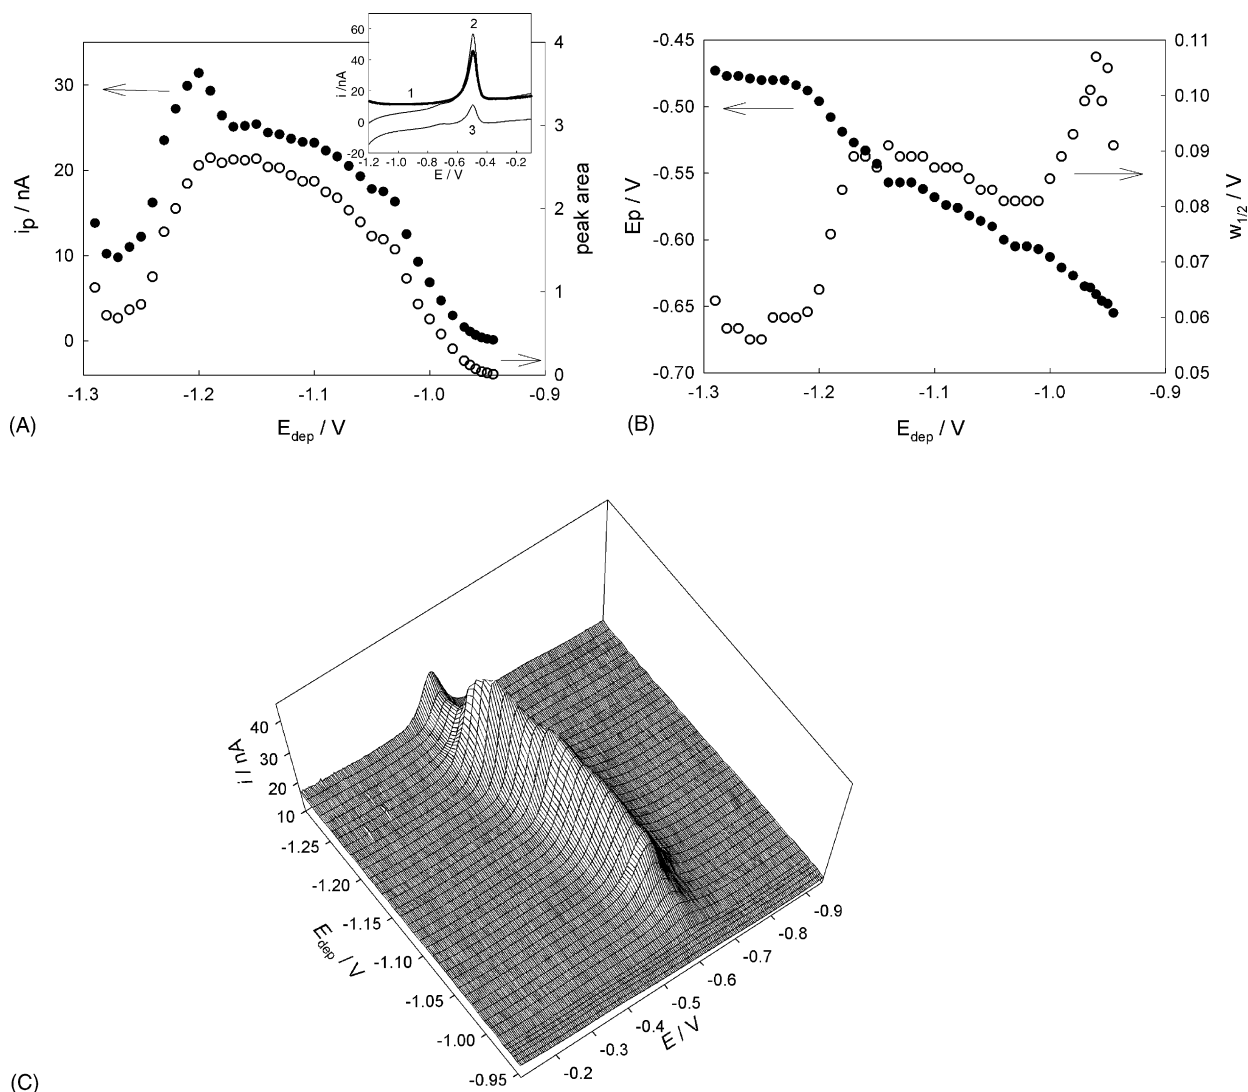 60
40
20
0
-20
i /nA
1
2
3
-1.2 -1.0 -0.8 -0.6 -0.4 -0.2
E / V
30
20
10
0
i_p / nA
4
3
2
1
0
peak area
-1.3 -1.2 -1.1 -1.0 -0.9
E_dep / V
(A)
-0.45
-0.50
-0.55
-0.60
-0.65
-0.70
Ep / V
0.11
0.10
0.09
0.08
0.07
0.06
0.05
w_1/2 / V
-1.3 -1.2 -1.1 -1.0 -0.9
E_dep / V
(B)
40
30
20
10
i / nA
-1.25
-1.20
-1.15
-1.10
-1.05
-1.00
-0.95
E_dep / V
-0.9
-0.8
-0.7
-0.6
-0.5
-0.4
-0.3
-0.2
E / V
(C)